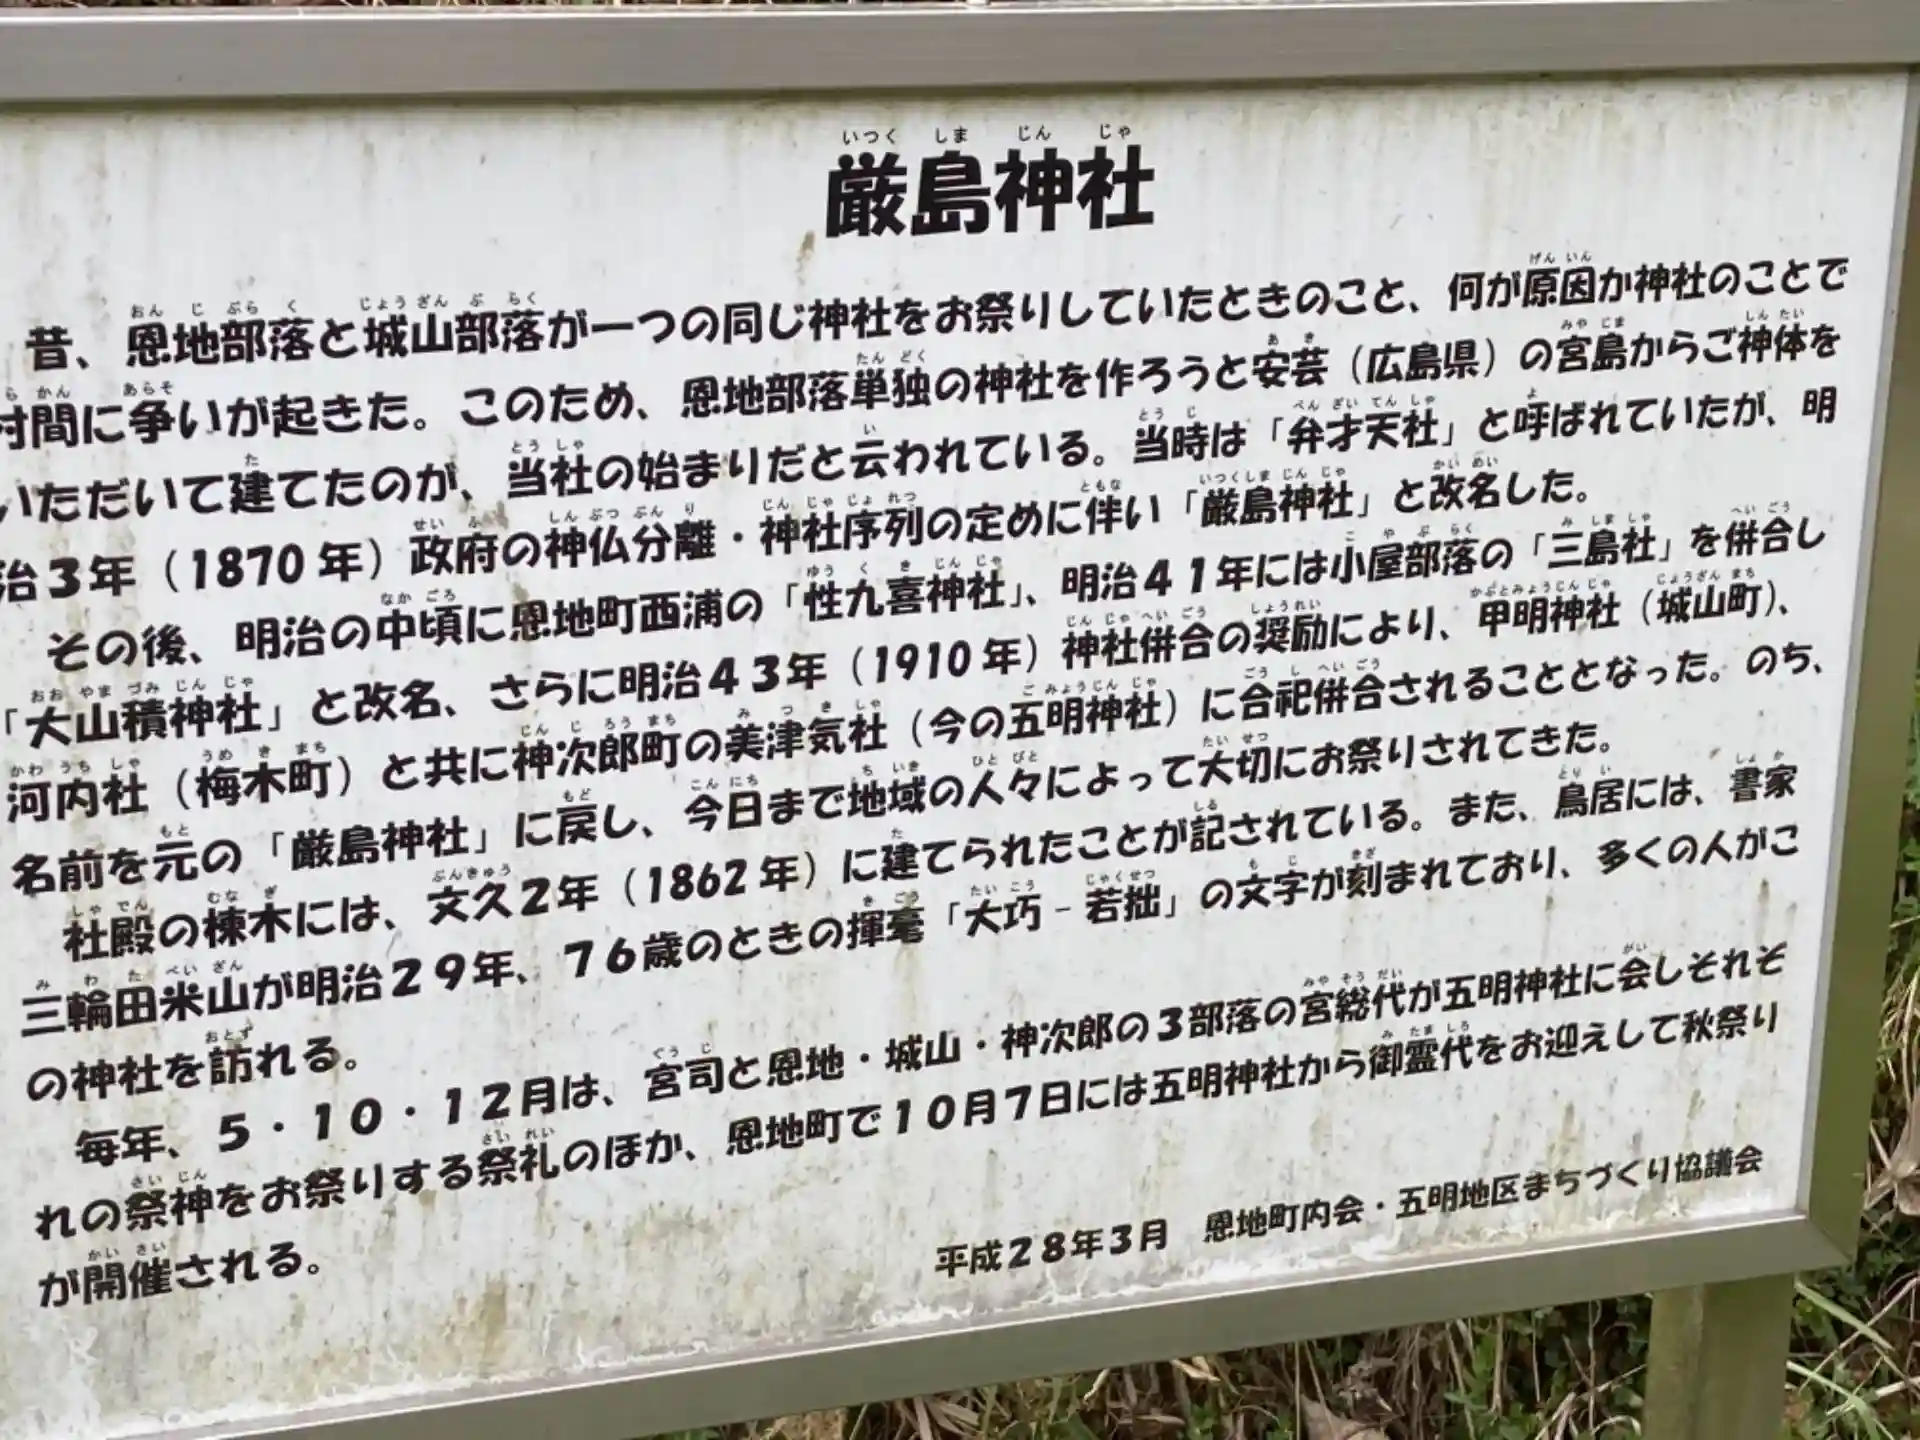 いつく しま じん じゃ
厳島神社
昔、恩地部落と城山部落が一つの同じ神社をお祭りしていたときのこと、何が原因か神社のことで
村間に争いが起きた。このため、恩地部落単独の神社を作ろうと安芸（広島県）の宮島からご神体を
いただいて建てたのが、当社の始まりだと云われている。当時は「弁才天社」と呼ばれていたが、明
治３年（1870 年）政府の神仏分離・神社序列の定めに伴い「厳島神社」と改名した。
その後、明治の中頃に恩地町西浦の「性九喜神社」、明治４１年には小屋部落の「三島社」を併合し
「大山積神社」と改名、さらに明治４３年（1910 年）神社併合の奨励により、甲明神社（城山町）、
河内社（梅木町）と共に神次郎町の美津気社（今の五明神社）に合祀併合されることとなった。のち、
名前を元の「厳島神社」に戻し、今日まで地域の人々によって大切にお祭りされてきた。
社殿の棟木には、文久２年（1862 年）に建てられたことが記されている。また、鳥居には、書家
三輪田米山が明治２９年、７６歳のときの揮毫「大巧‐若拙」の文字が刻まれており、多くの人がこ
の神社を訪れる。
毎年、５・１０・１２月は、宮司と恩地・城山・神次郎の３部落の宮総代が五明神社に会しそれぞ
れの祭神をお祭りする祭礼のほか、恩地町で１０月７日には五明神社から御霊代をお迎えして秋祭り
が開催される。
平成２８年３月　恩地町内会・五明地区まちづくり協議会